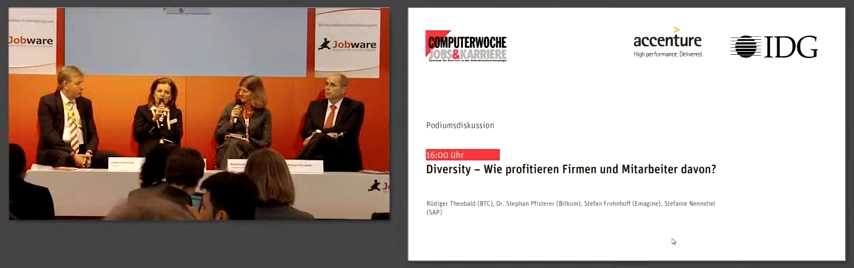 Jobware
Jobware
COMPUTERWOCHE
JOBS&KARRIERE
accenture
High performance. Delivered.
IDG
Podiumsdiskussion
16:00 Uhr
Diversity – Wie profitieren Firmen und Mitarbeiter davon?
Rüdiger Theobald (BTC), Dr. Stephan Pfisterer (Bitkom), Stefan Frohnhoff (Emagine), Stefanie Nennstiel
(SAP)